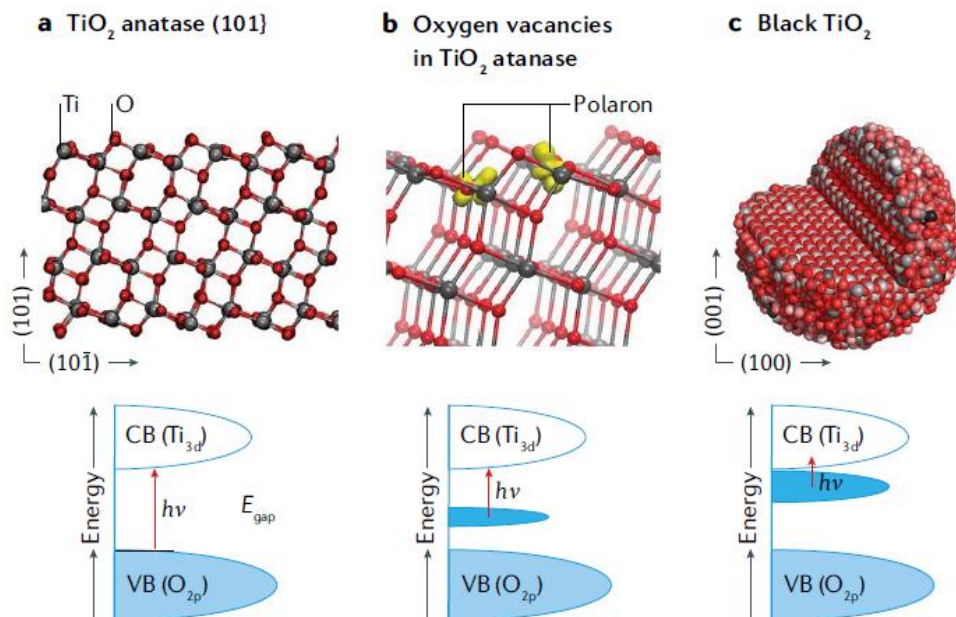 a TiO₂ anatase (101}
Ti O
(101)
(101̄)
Energy
CB (Ti₃d)
hν
E_gap
VB (O₂p)
b Oxygen vacancies
in TiO₂ atanase
Polaron
Energy
CB (Ti₃d)
hν
VB (O₂p)
c Black TiO₂
(001)
(100)
Energy
CB (Ti₃d)
hν
VB (O₂p)